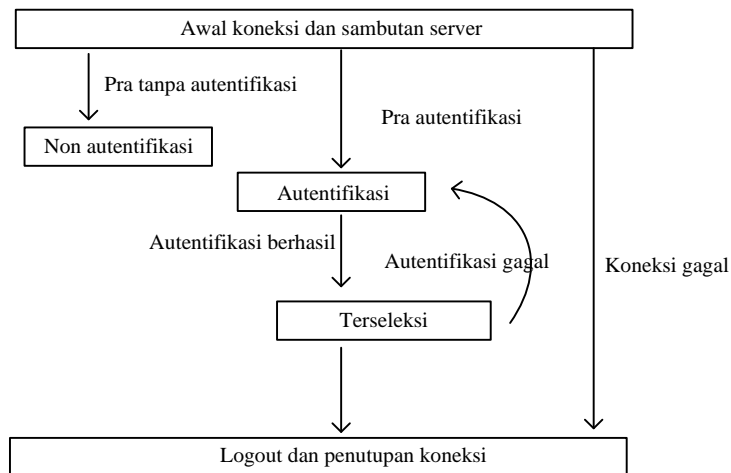 Awal koneksi dan sambutan server
Pra tanpa autentifikasi
Pra autentifikasi
Non autentifikasi
Autentifikasi
Autentifikasi berhasil
Autentifikasi gagal
Koneksi gagal
Terseleksi
Logout dan penutupan koneksi